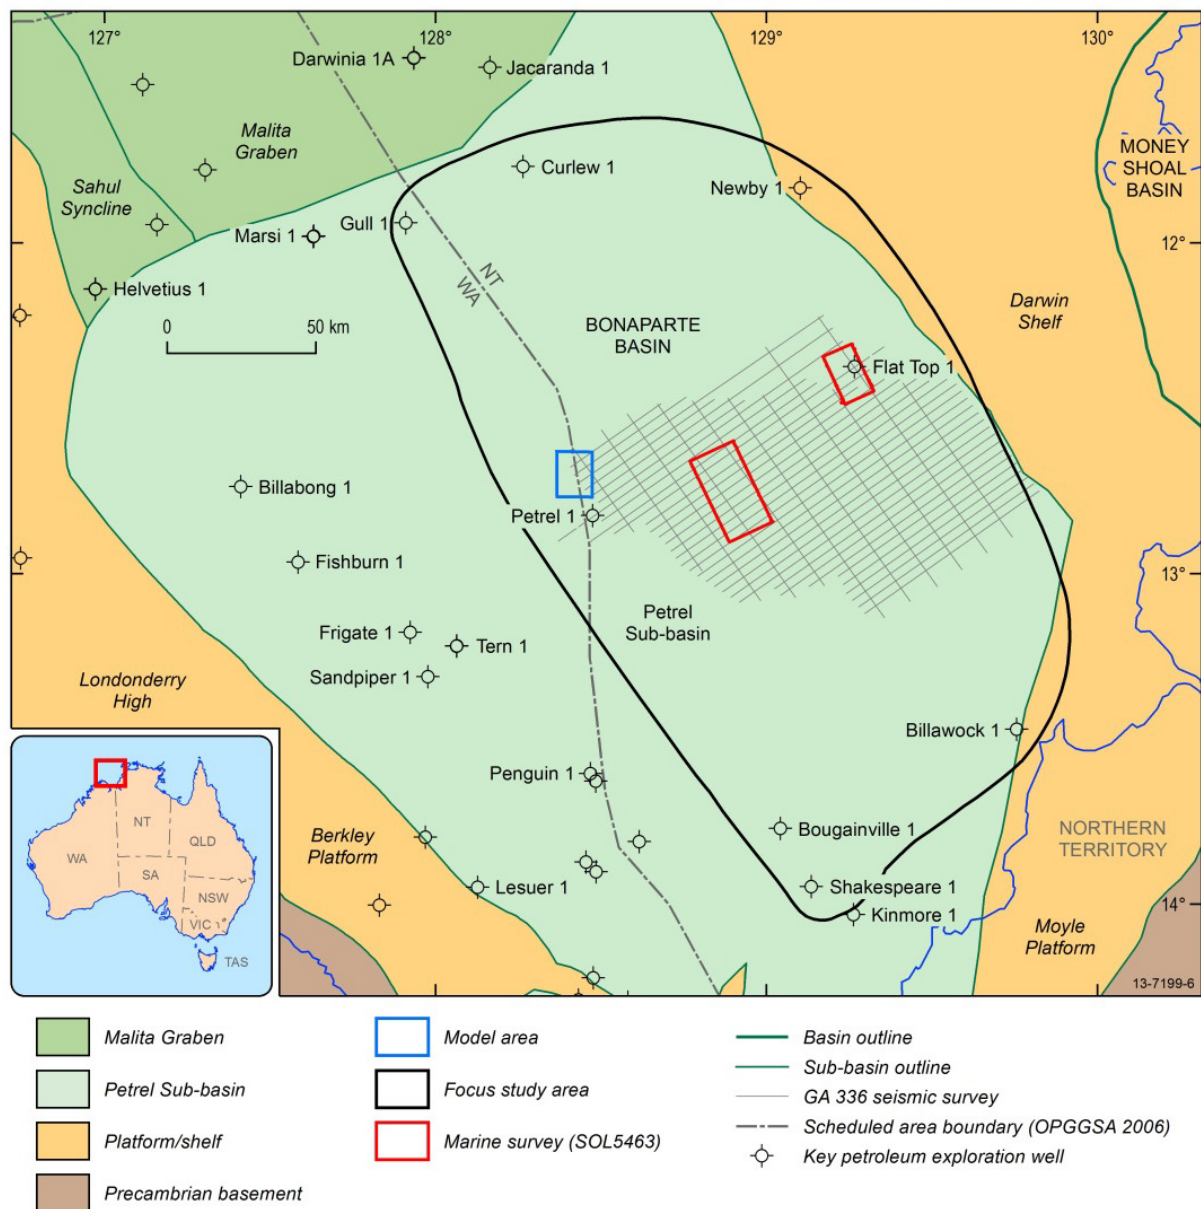 127°
128°
129°
130°
Darwinia 1A
Jacaranda 1
Malita
Graben
MONEY
SHOAL
BASIN
Curlew 1
Newby 1
Sahul
Syncline
Gull 1
Marsi 1
12°
NT
WA
Helvetius 1
Darwin
Shelf
0
50 km
BONAPARTE
BASIN
Flat Top 1
Billabong 1
Petrel 1
Fishburn 1
13°
Petrel
Sub-basin
Frigate 1
Tern 1
Sandpiper 1
Londonderry
High
Billawock 1
Penguin 1
Bougainville 1
NORTHERN
TERRITORY
Berkley
Platform
Lesuer 1
Shakespeare 1
Kinmore 1
14°
Moyle
Platform
13-7199-6
NT
QLD
WA
SA
NSW
VIC
TAS
Malita Graben
Petrel Sub-basin
Platform/shelf
Precambrian basement
Model area
Focus study area
Marine survey (SOL5463)
Basin outline
Sub-basin outline
GA 336 seismic survey
Scheduled area boundary (OPGGSA 2006)
Key petroleum exploration well